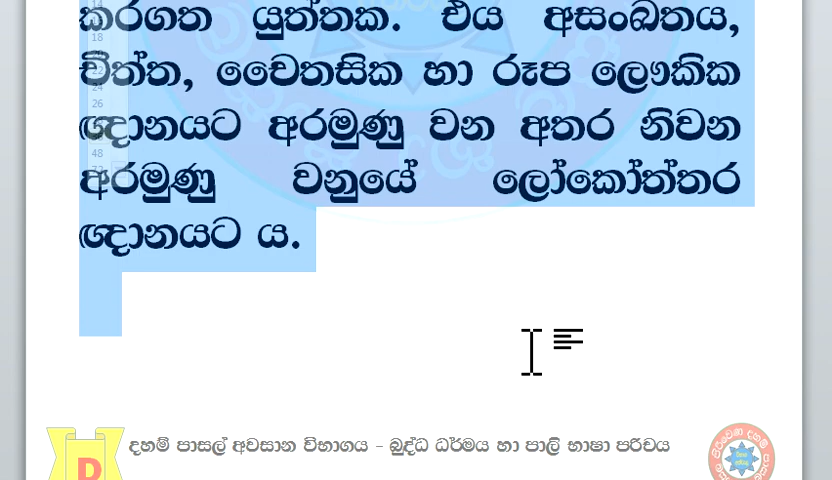 කරගත යුත්තක. එය අසංඛතය,
චිත්ත, චෛතසික හා රූප ලෞකික
ඥානයට අරමුණු වන අතර නිවන
අරමුණු වනුයේ ලෝකෝත්තර
ඥානයට ය.
දහම් පාසල් අවසාන විභාගය - බුද්ධ ධර්මය හා පාලි භාෂා පරිචය